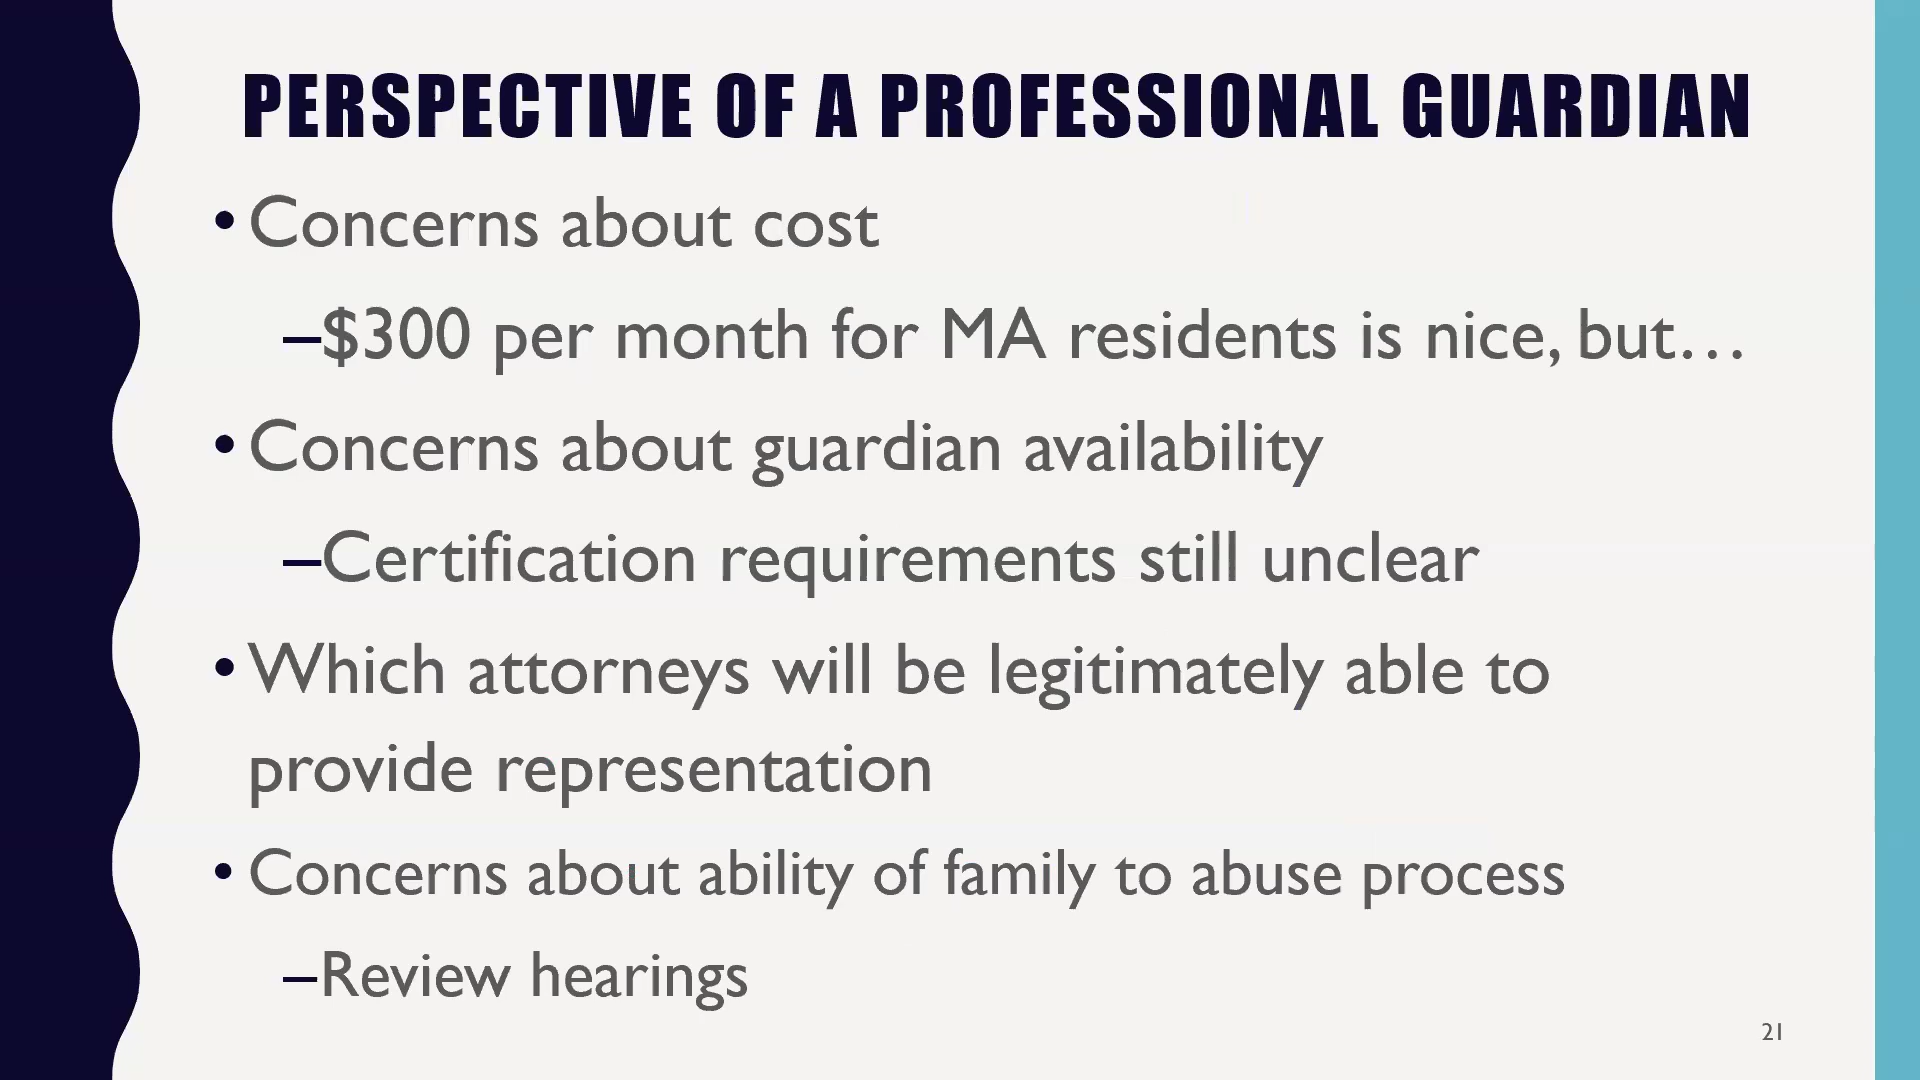 PERSPECTIVE OF A PROFESSIONAL GUARDIAN
• Concerns about cost
–$300 per month for MA residents is nice, but…
• Concerns about guardian availability
–Certification requirements still unclear
• Which attorneys will be legitimately able to
provide representation
• Concerns about ability of family to abuse process
–Review hearings
21